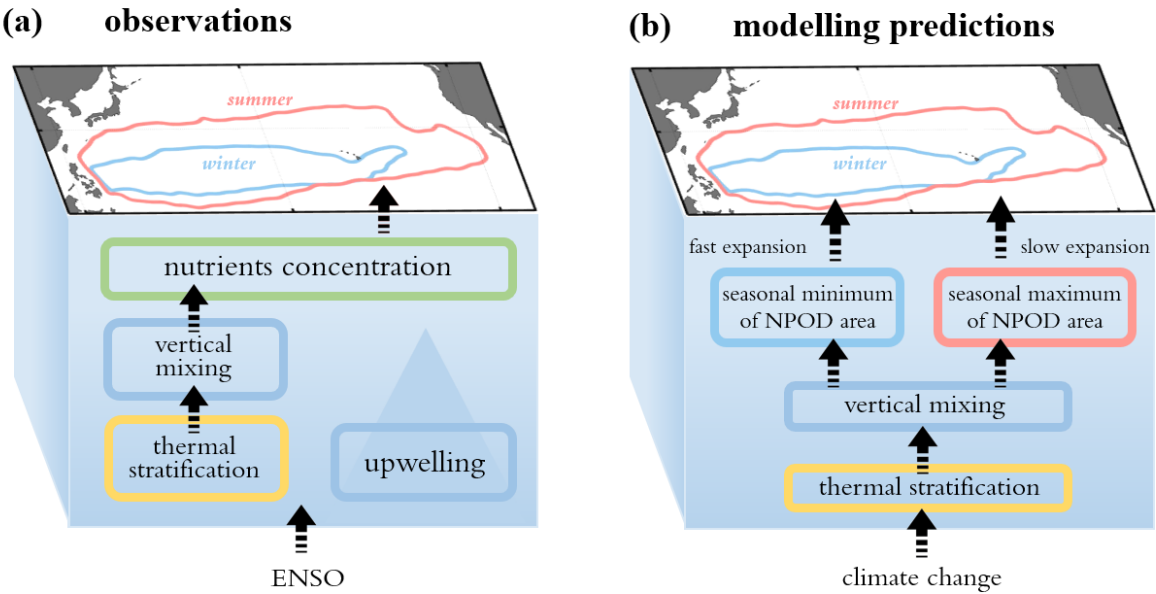 (a) observations
summer
winter
nutrients concentration
vertical
mixing
thermal
stratification
upwelling
ENSO
(b) modelling predictions
summer
winter
fast expansion
slow expansion
seasonal minimum
of NPOD area
seasonal maximum
of NPOD area
vertical mixing
thermal stratification
climate change